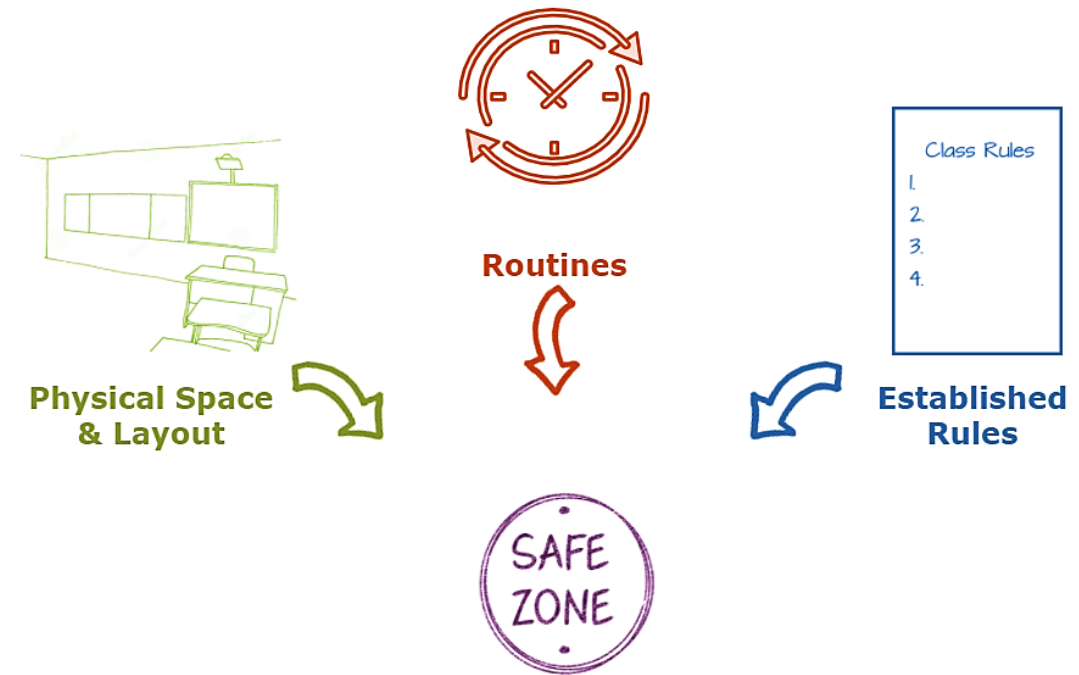 Routines
Class Rules
1.
2.
3.
4.
Physical Space
& Layout
Established
Rules
SAFE
ZONE